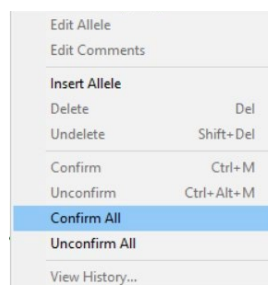 Edit Allele
Edit Comments
Insert Allele
Delete Del
Undelete Shift+Del
Confirm Ctrl+M
Unconfirm Ctrl+Alt+M
Confirm All
Unconfirm All
View History...